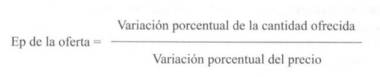 Variación porcentual de la cantidad ofrecida
Ep de la oferta =
Variación porcentual del precio